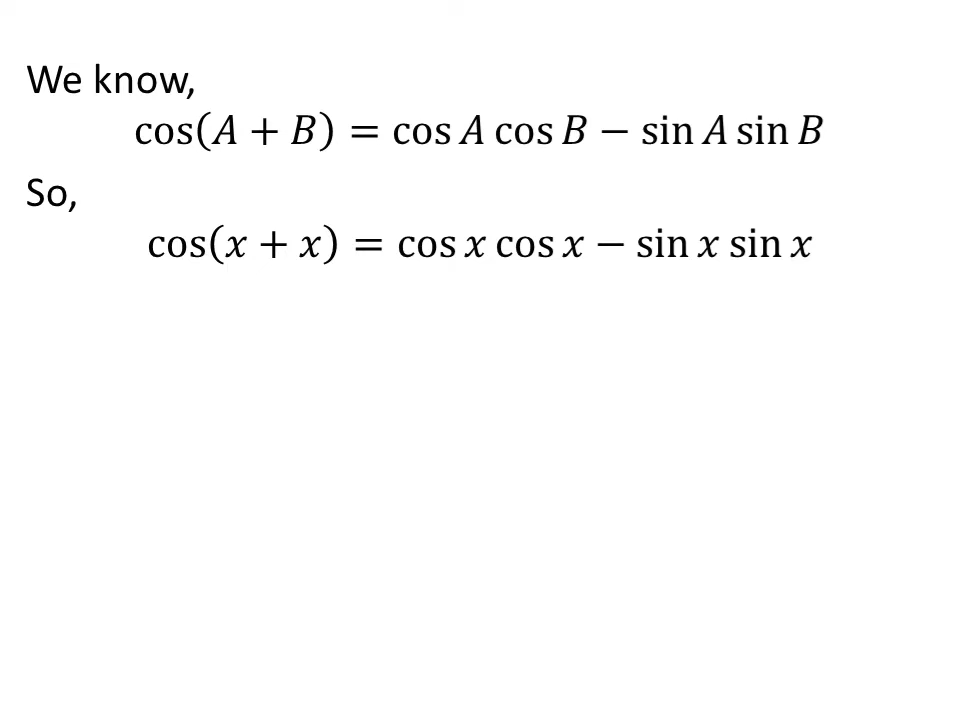 We know,
cos(A + B) = cos A cos B − sin A sin B
So,
cos(x + x) = cos x cos x − sin x sin x